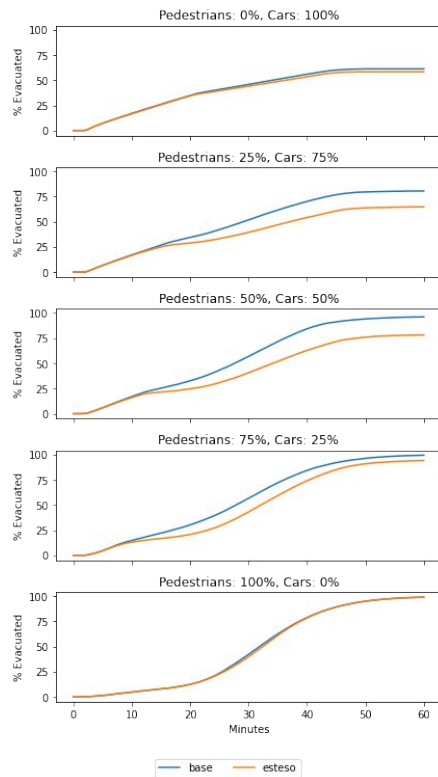 Pedestrians: 0%, Cars: 100%
100
75
50
25
0
% Evacuated
Pedestrians: 25%, Cars: 75%
100
75
50
25
0
% Evacuated
Pedestrians: 50%, Cars: 50%
100
75
50
25
0
% Evacuated
Pedestrians: 75%, Cars: 25%
100
75
50
25
0
% Evacuated
Pedestrians: 100%, Cars: 0%
100
75
50
25
0
% Evacuated
0 10 20 30 40 50 60
Minutes
base esteso